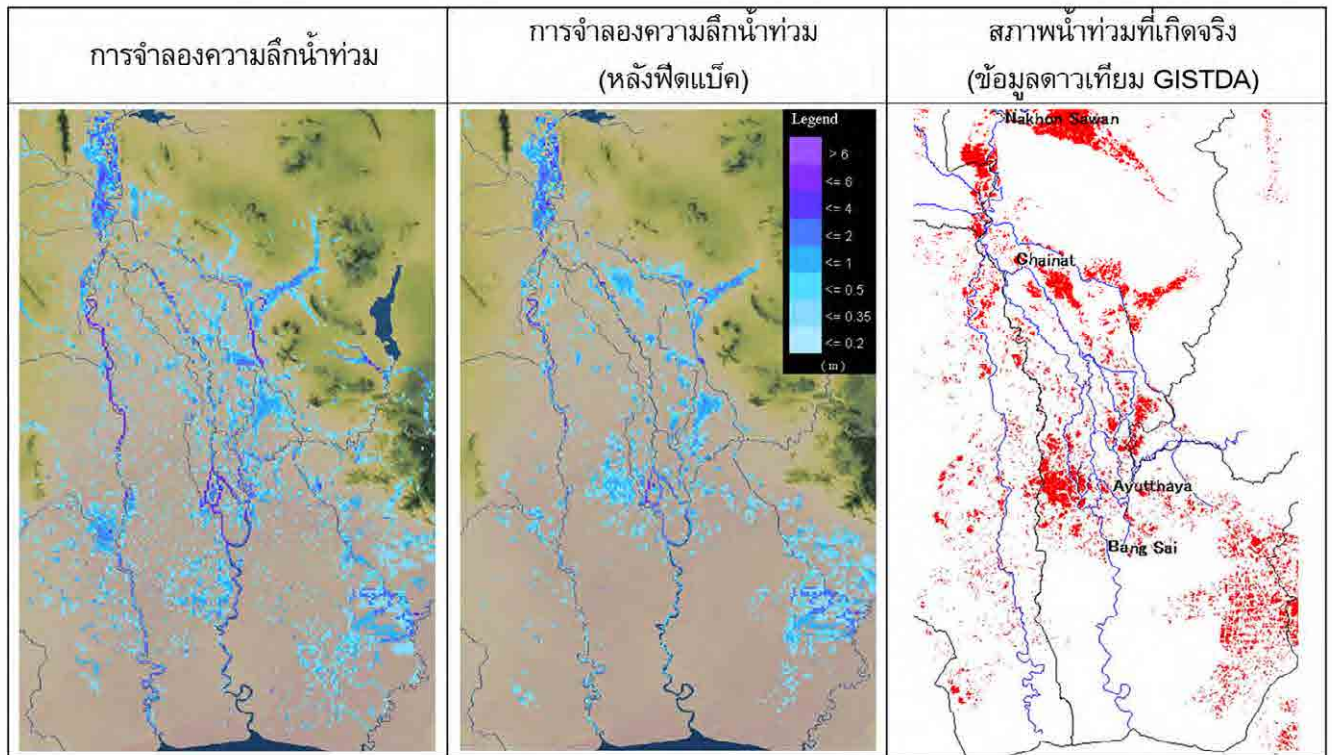 การจำลองความลึกน้ำท่วม
การจำลองความลึกน้ำท่วม
(หลังฟีดแบ็ค)
สภาพน้ำท่วมที่เกิดจริง
(ข้อมูลดาวเทียม GISTDA)
Legend
> 6
<= 6
<= 4
<= 2
<= 1
<= 0.5
<= 0.35
<= 0.2
(m)
Nakhon Sawan
Chainat
Ayutthaya
Bang Sai